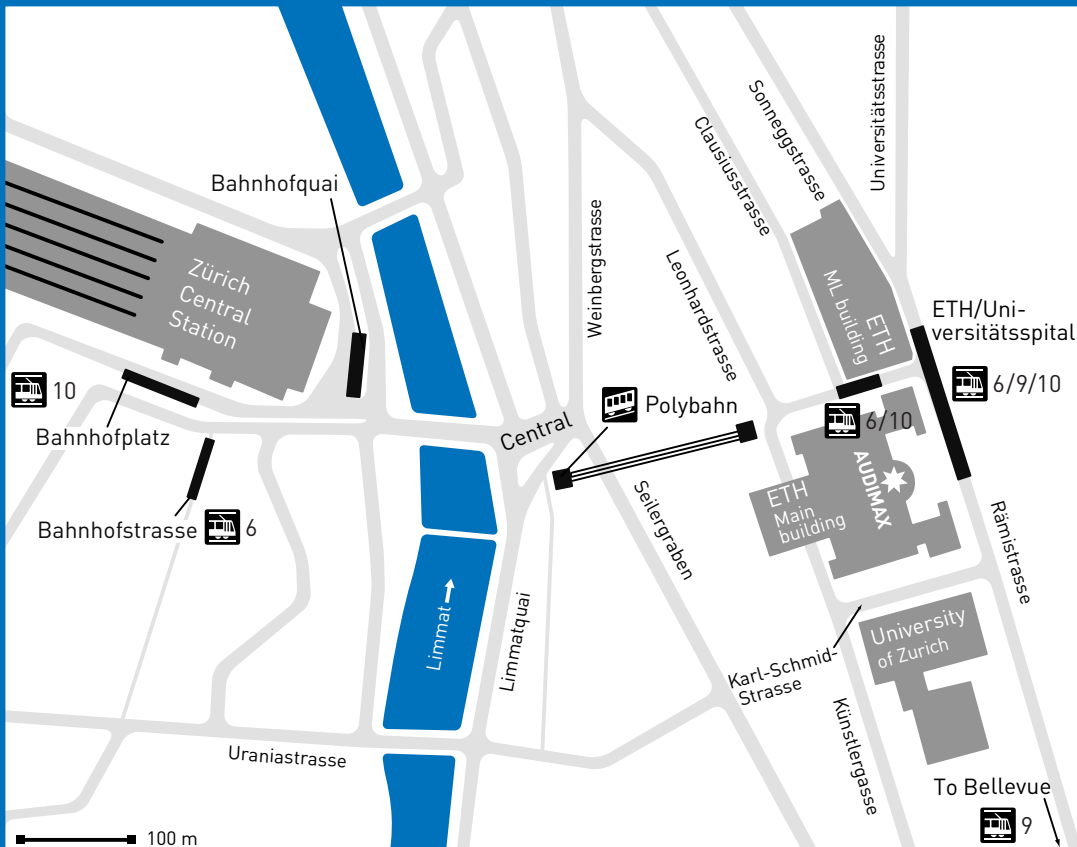 Universitätsstrasse
Sonneggstrasse
Clausiusstrasse
Bahnhofquai
Weinbergstrasse
Leonhardstrasse
Zürich
Central
Station
ETH
ML building
ETH/Uni-
versitätsspital
6/9/10
10
Bahnhofplatz
Polybahn
6/10
Central
AUDIMAX
ETH
Main
building
Bahnhofstrasse
6
Seilergraben
Rämistrasse
Limmat
Limmatquai
University
of Zurich
Karl-Schmid-
Strasse
Künstlergasse
Uraniastrasse
To Bellevue
9
100 m